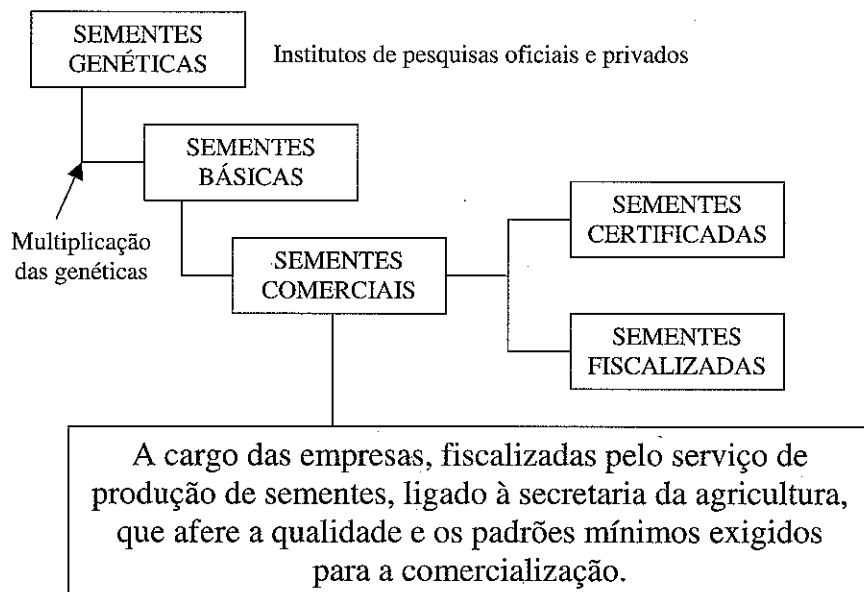 SEMENTES
GENÉTICAS
Institutos de pesquisas oficiais e privados
SEMENTES
BÁSICAS
Multiplicação
das genéticas
SEMENTES
COMERCIAIS
SEMENTES
CERTIFICADAS
SEMENTES
FISCALIZADAS
A cargo das empresas, fiscalizadas pelo serviço de
produção de sementes, ligado à secretaria da agricultura,
que afere a qualidade e os padrões mínimos exigidos
para a comercialização.